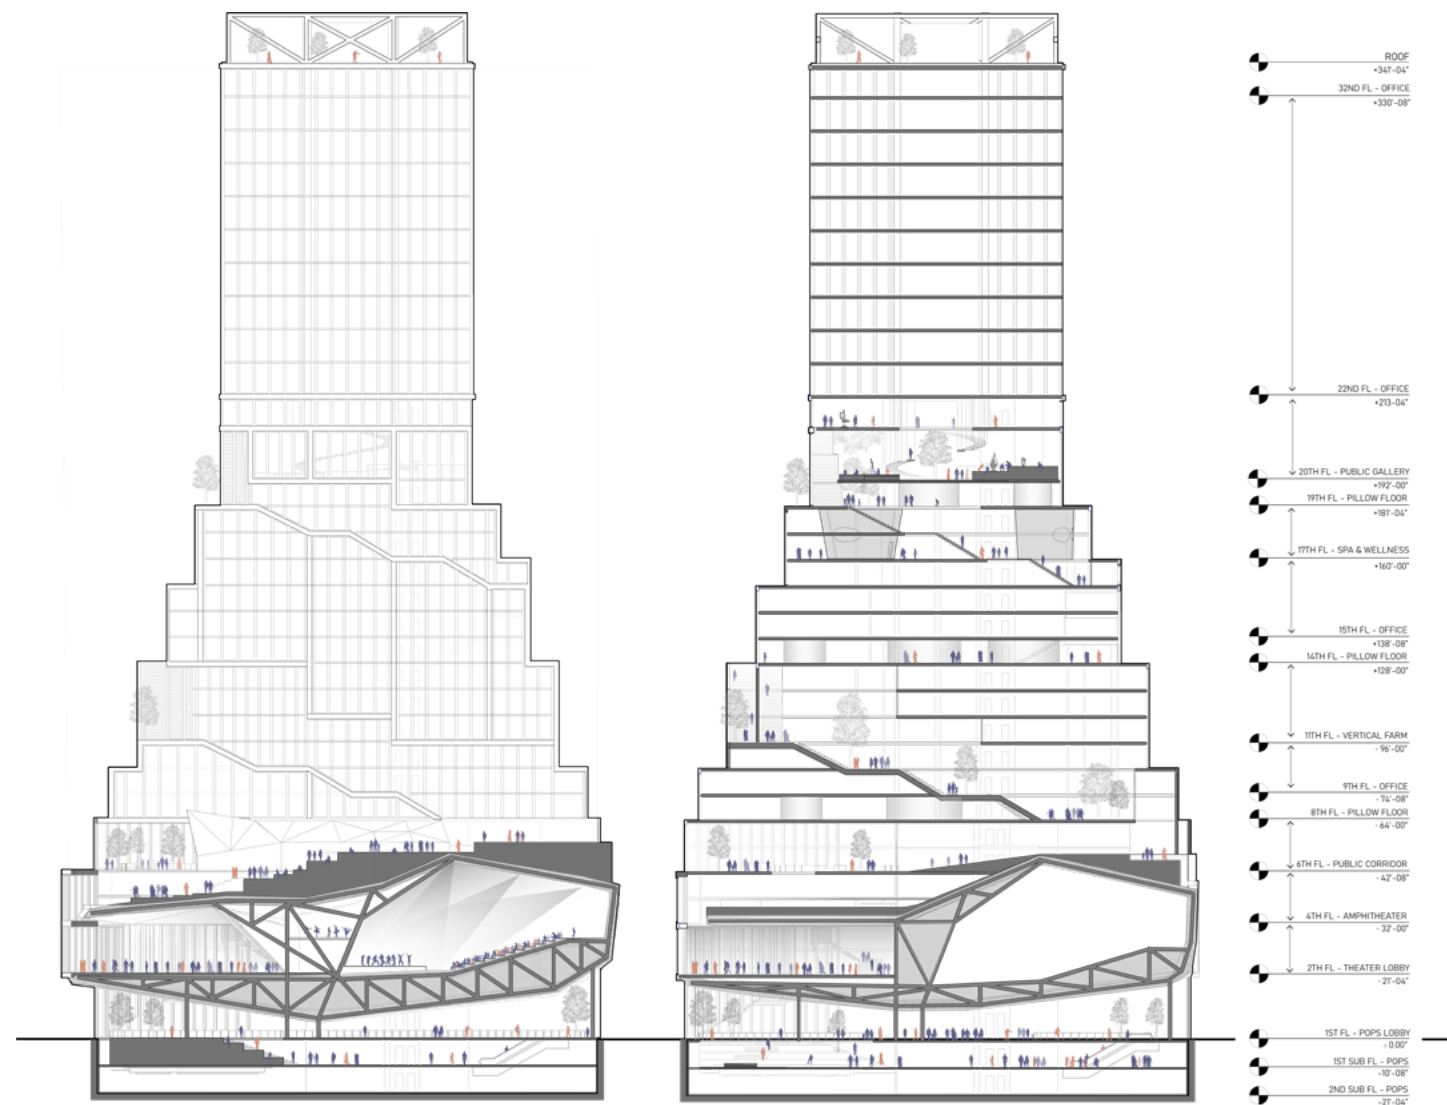 ROOF
+341'-04"
32ND FL - OFFICE
+330'-08"
22ND FL - OFFICE
+213-04"
20TH FL - PUBLIC GALLERY
+192'-00"
19TH FL - PILLOW FLOOR
+181'-04"
17TH FL - SPA & WELLNESS
+160'-00"
15TH FL - OFFICE
+138'-08"
14TH FL - PILLOW FLOOR
+128'-00"
11TH FL - VERTICAL FARM
- 96'-00"
9TH FL - OFFICE
- 74'-08"
8TH FL - PILLOW FLOOR
- 64'-00"
6TH FL - PUBLIC CORRIDOR
- 42'-08"
4TH FL - AMPHITHEATER
- 32'-00"
2TH FL - THEATER LOBBY
- 21'-04"
1ST FL - POPS LOBBY
± 0.00"
1ST SUB FL - POPS
-10'-08"
2ND SUB FL - POPS
-21'-04"